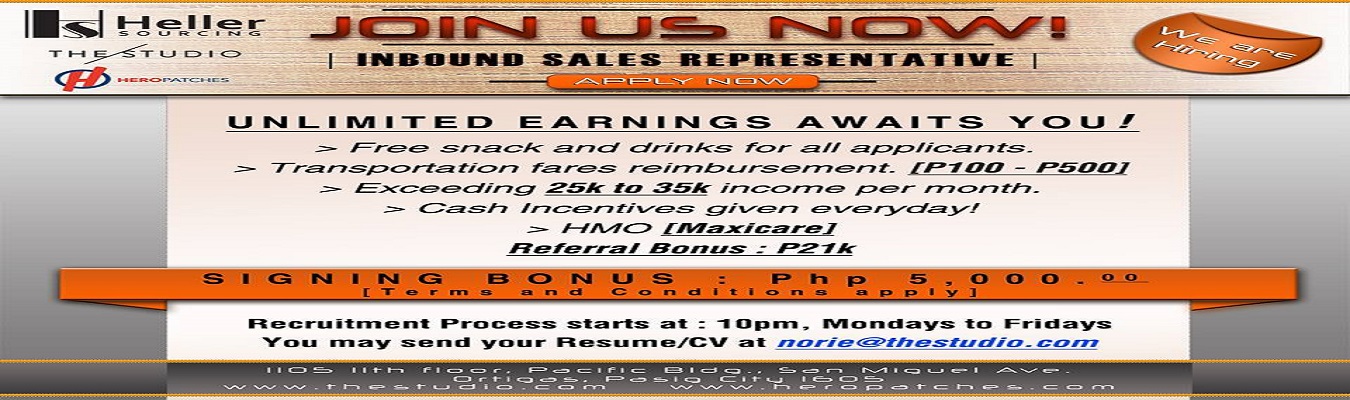 Heller
SOURCING
THE STUDIO
HEROPATCHES
JOIN US NOW!
| INBOUND SALES REPRESENTATIVE |
APPLY NOW
We are
Hiring
UNLIMITED EARNINGS AWAITS YOU!
> Free snack and drinks for all applicants.
> Transportation fares reimbursement. [P100 - P500]
> Exceeding 25k to 35k income per month.
> Cash Incentives given everyday!
> HMO [Maxicare]
Referral Bonus : P21k
SIGNING BONUS : Php 5,000.00
[Terms and Conditions apply]
Recruitment Process starts at : 10pm, Mondays to Fridays
You may send your Resume/CV at norie@thestudio.com
1105 11th floor, Pacific Bldg., San Miguel Ave.
Ortigas, Pasig City 1605
www.thestudio.com www.heropatches.com